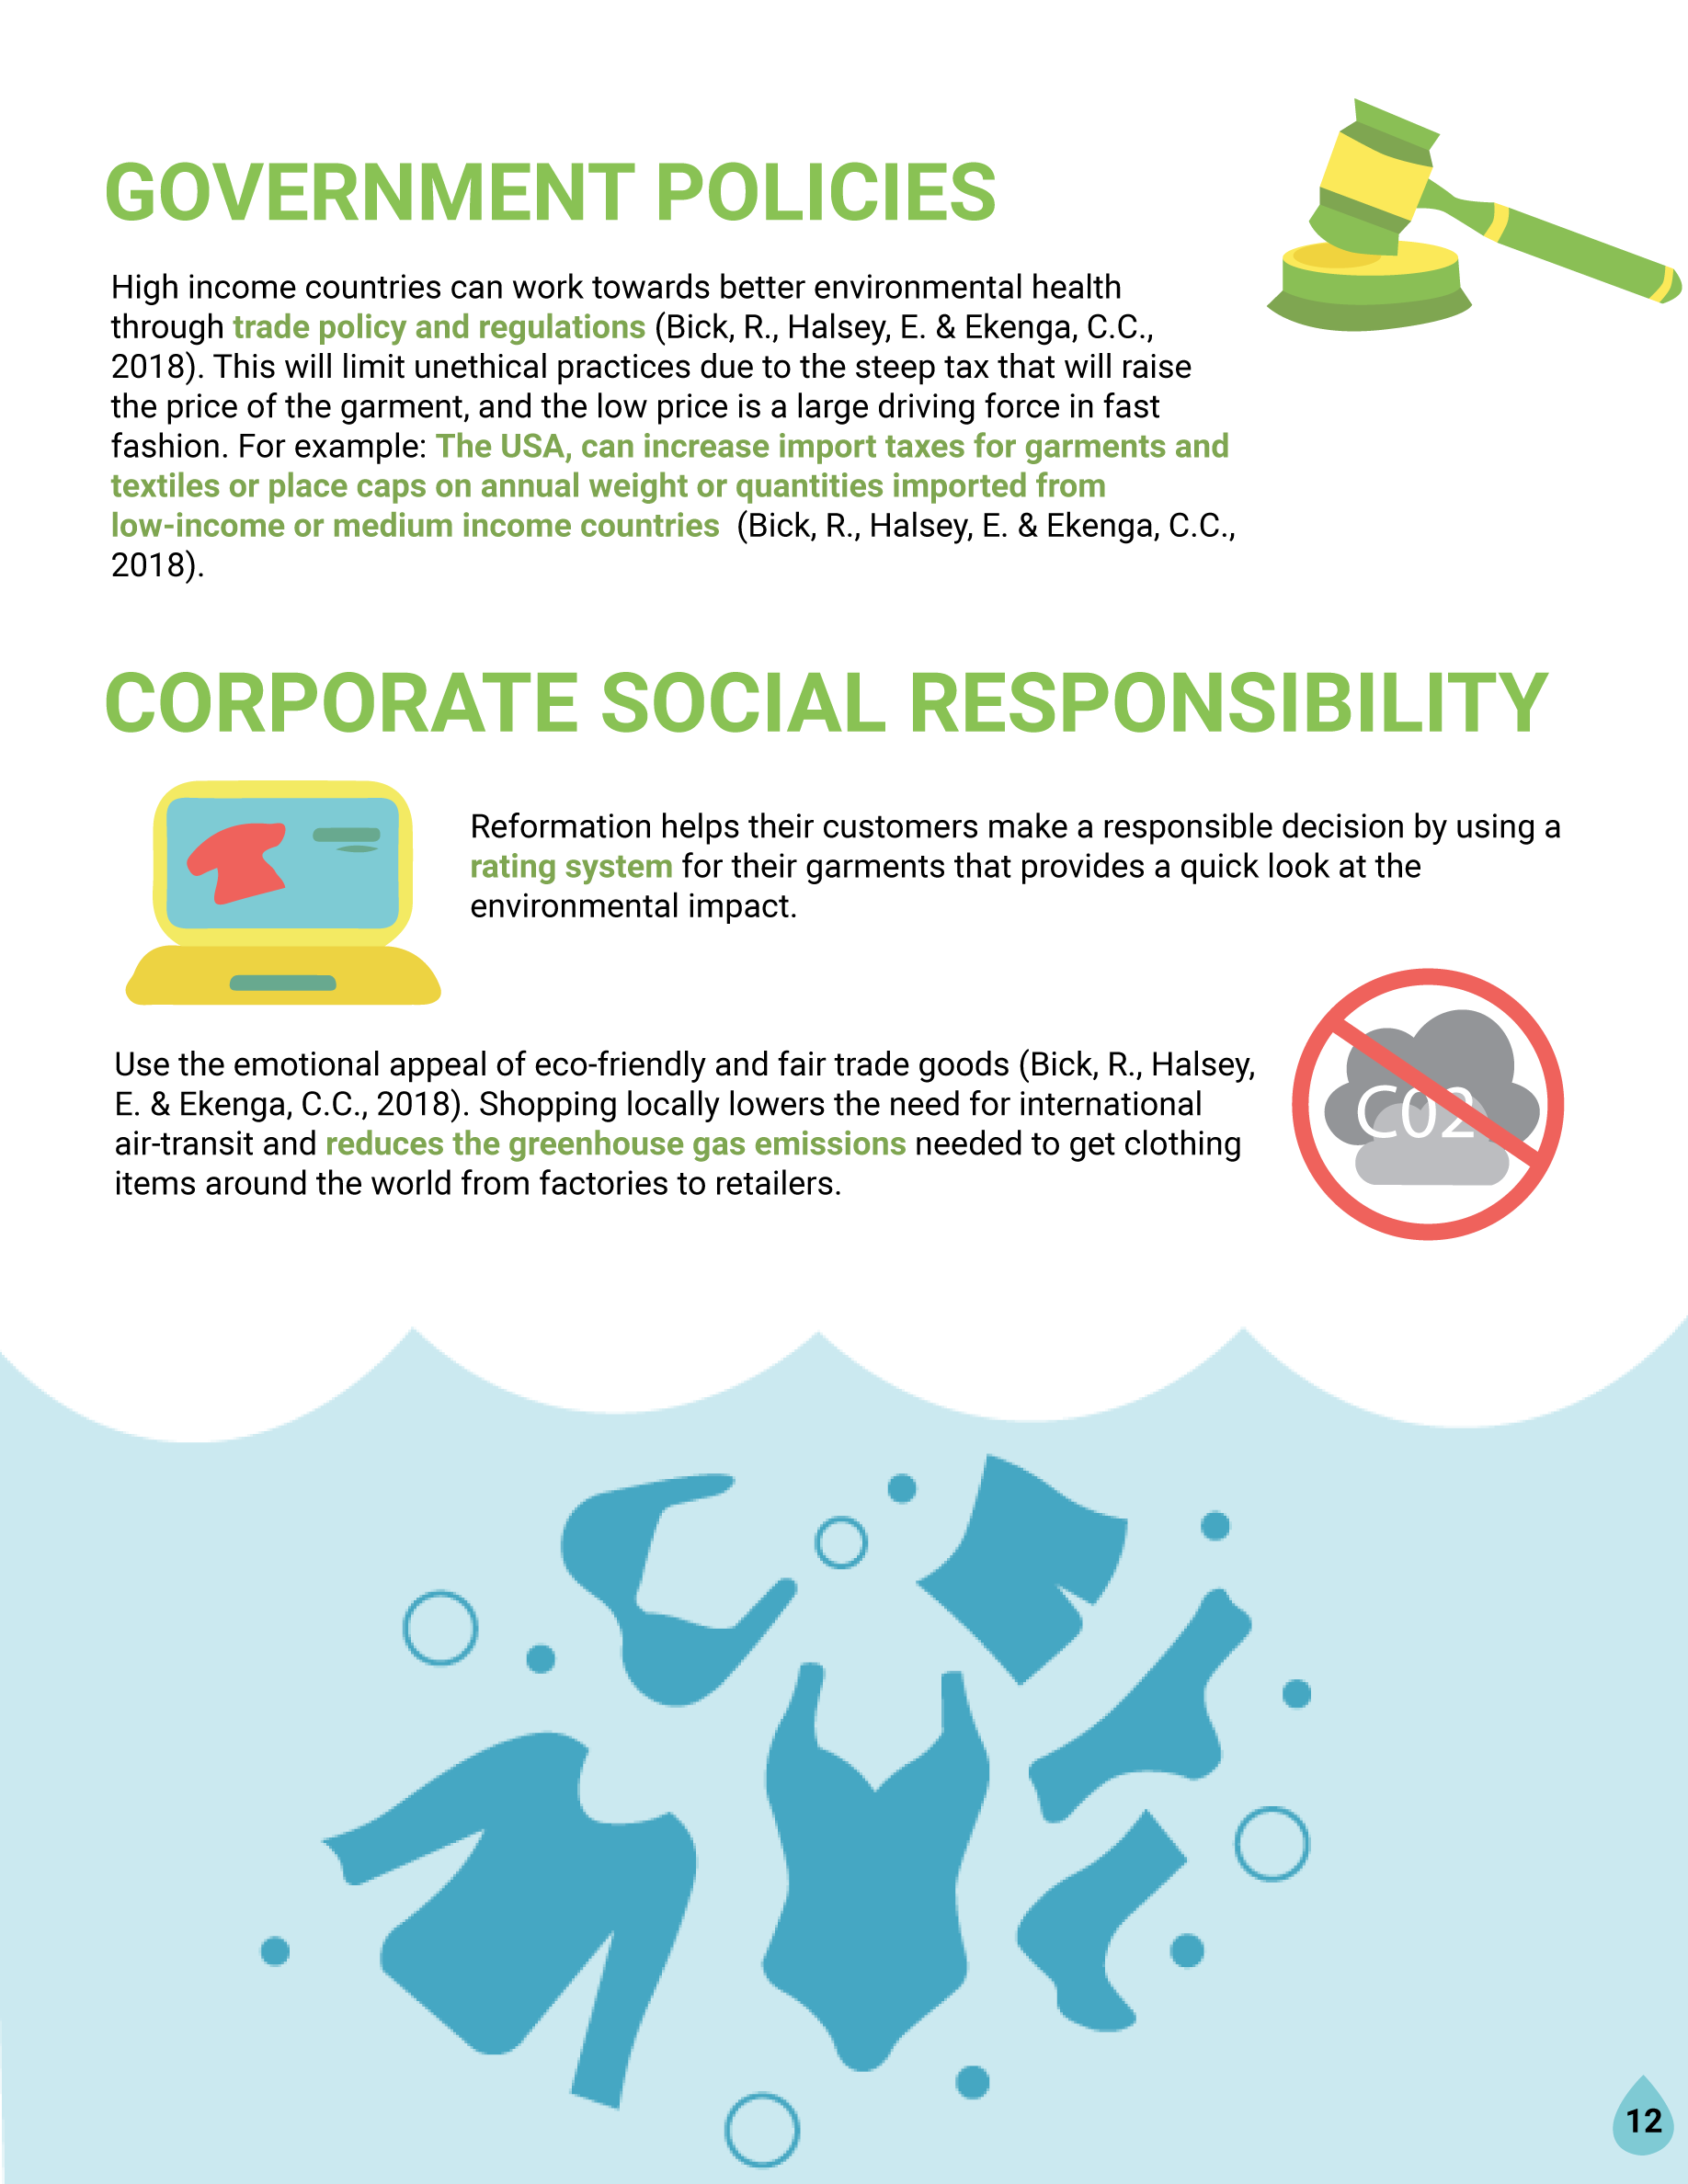 GOVERNMENT POLICIES
High income countries can work towards better environmental health
through trade policy and regulations (Bick, R., Halsey, E. & Ekenga, C.C.,
2018). This will limit unethical practices due to the steep tax that will raise
the price of the garment, and the low price is a large driving force in fast
fashion. For example: The USA, can increase import taxes for garments and
textiles or place caps on annual weight or quantities imported from
low-income or medium income countries (Bick, R., Halsey, E. & Ekenga, C.C.,
2018).
CORPORATE SOCIAL RESPONSIBILITY
Reformation helps their customers make a responsible decision by using a
rating system for their garments that provides a quick look at the
environmental impact.
Use the emotional appeal of eco-friendly and fair trade goods (Bick, R., Halsey,
E. & Ekenga, C.C., 2018). Shopping locally lowers the need for international
air-transit and reduces the greenhouse gas emissions needed to get clothing
items around the world from factories to retailers.
CO2
12